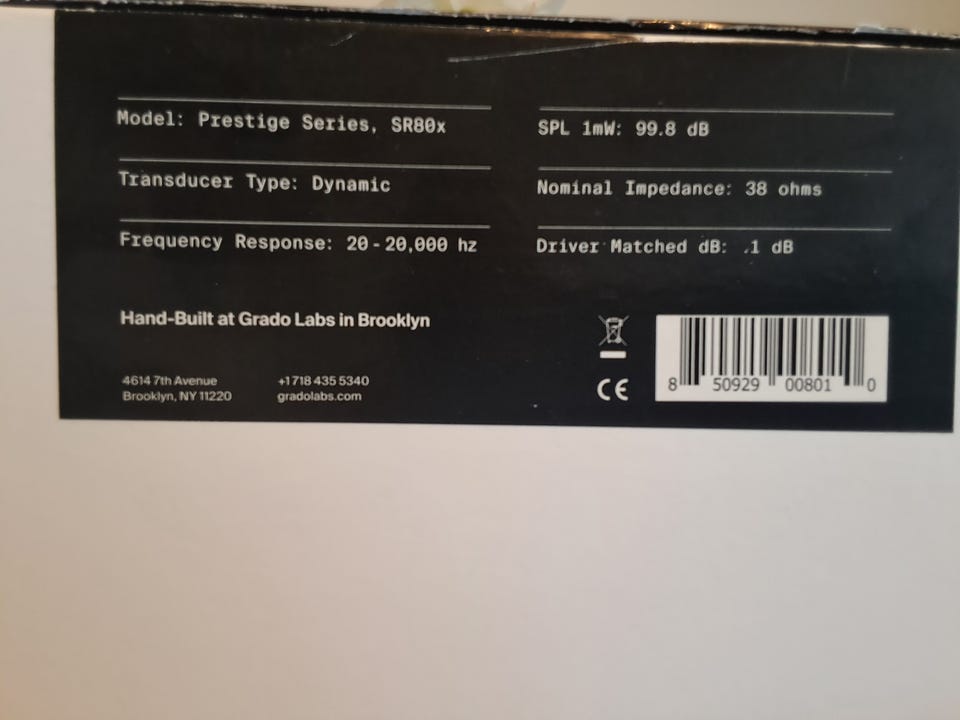 Model: Prestige Series, SR80x
Transducer Type: Dynamic
Frequency Response: 20-20,000 hz
SPL 1mW: 99.8 dB
Nominal Impedance: 38 ohms
Driver Matched dB: .1 dB
Hand-Built at Grado Labs in Brooklyn
4614 7th Avenue
Brooklyn, NY 11220
+1 718 435 5340
gradolabs.com
CE
8 50929 00801 0